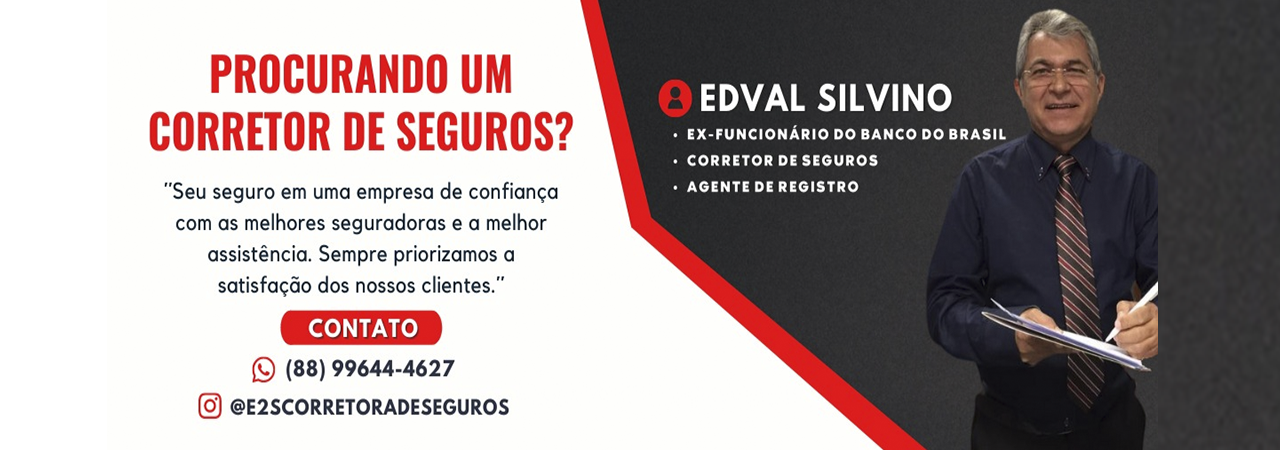 PROCURANDO UM
CORRETOR DE SEGUROS?
"Seu seguro em uma empresa de confiança
com as melhores seguradoras e a melhor
assistência. Sempre priorizamos a
satisfação dos nossos clientes."
CONTATO
(88) 99644-4627
@E2SCORRETORADESEGUROS
EDVAL SILVINO
• EX-FUNCIONÁRIO DO BANCO DO BRASIL
• CORRETOR DE SEGUROS
• AGENTE DE REGISTRO